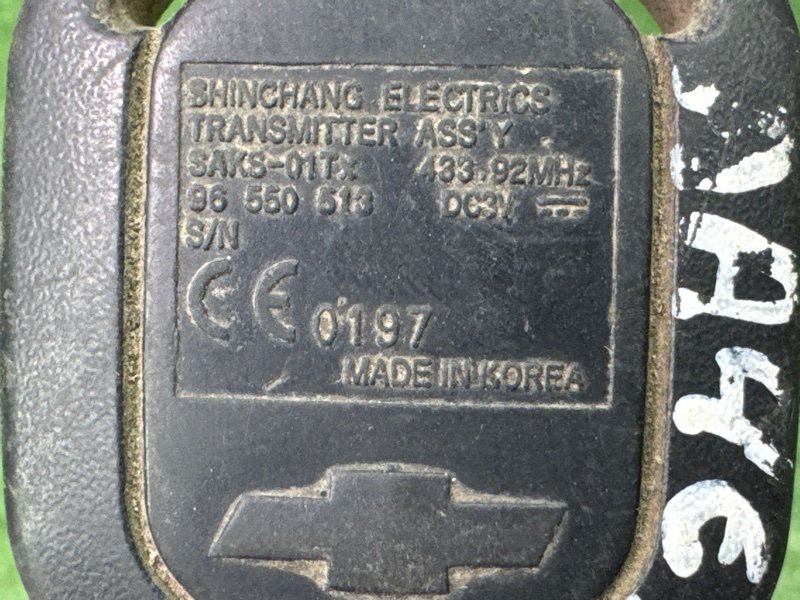 SHINCHANG ELECTRICS
TRANSMITTER ASS'Y
SAKS-01Tx 433.92MHz
96 550 513 DC3V
S/N
CE 0197
MADE IN KOREA